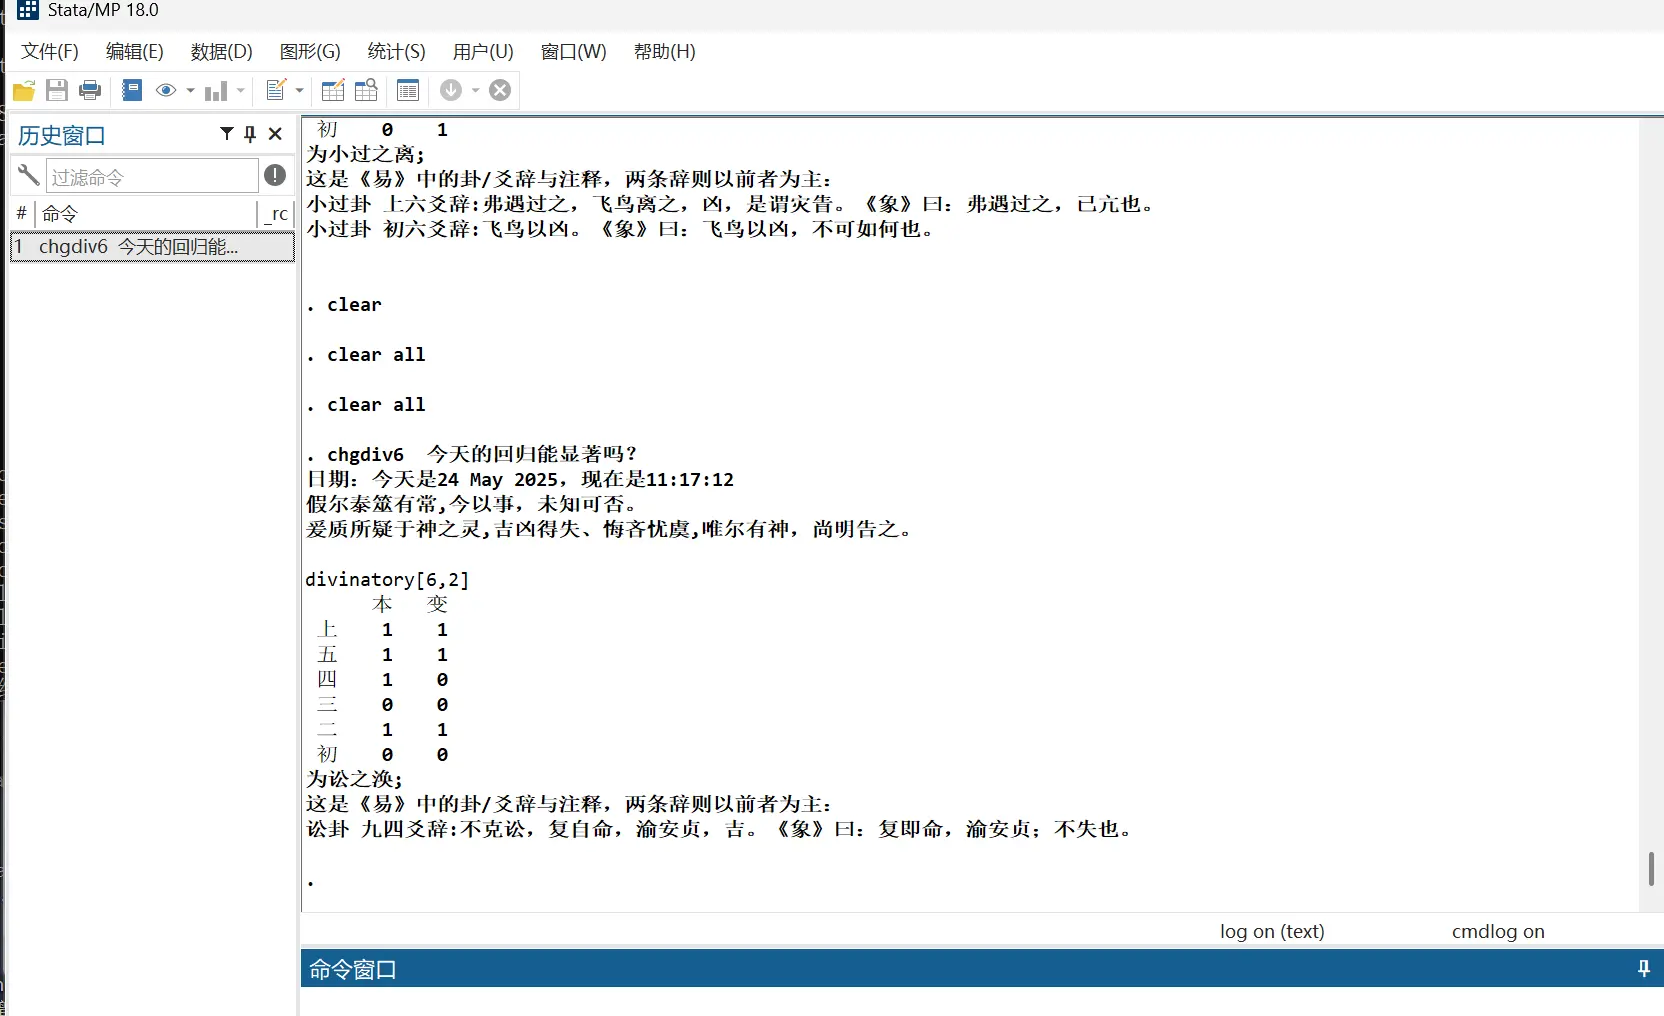 Stata/MP 18.0
文件(F) 编辑(E) 数据(D) 图形(G) 统计(S) 用户(U) 窗口(W) 帮助(H)
历史窗口
过滤命令
# 命令 _rc
1 chgdiv6 今天的回归能...
初 0 1
为小过之离;
这是《易》中的卦/爻辞与注释，两条辞则以前者为主：
小过卦 上六爻辞:弗遇过之，飞鸟离之，凶，是谓灾眚。《象》曰：弗遇过之，已亢也。
小过卦 初六爻辞:飞鸟以凶。《象》曰：飞鸟以凶，不可如何也。
. clear
. clear all
. clear all
. chgdiv6 今天的回归能显著吗？
日期：今天是24 May 2025，现在是11:17:12
假尔泰筮有常,今以事，未知可否。
爰质所疑于神之灵,吉凶得失、悔吝忧虞,唯尔有神，尚明告之。
divinatory[6,2]
本 变
上 1 1
五 1 1
四 1 0
三 0 0
二 1 1
初 0 0
为讼之涣;
这是《易》中的卦/爻辞与注释，两条辞则以前者为主：
讼卦 九四爻辞:不克讼，复自命，渝安贞，吉。《象》曰：复即命，渝安贞；不失也。
.
log on (text) cmdlog on
命令窗口